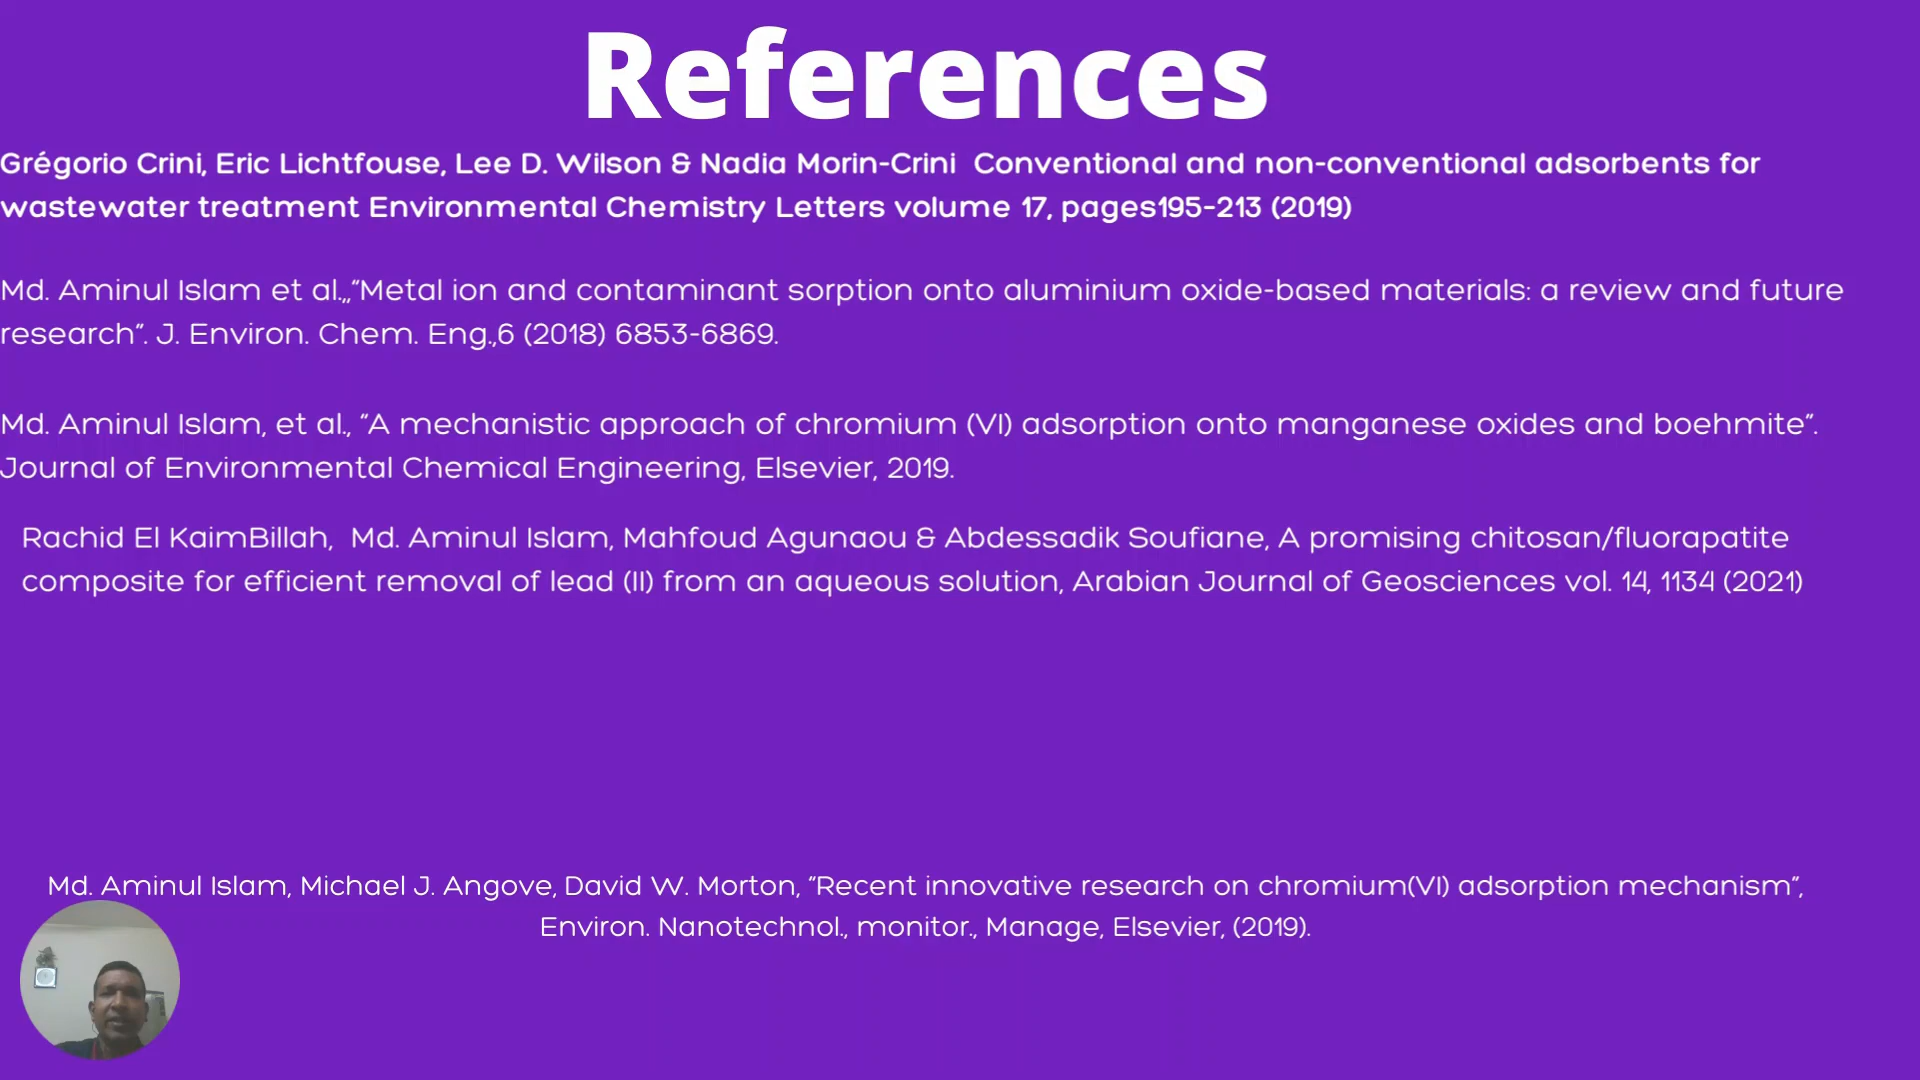 References
Grégorio Crini, Eric Lichtfouse, Lee D. Wilson & Nadia Morin-Crini  Conventional and non-conventional adsorbents for
wastewater treatment Environmental Chemistry Letters volume 17, pages195-213 (2019)
Md. Aminul Islam et al.,,“Metal ion and contaminant sorption onto aluminium oxide-based materials: a review and future
research”. J. Environ. Chem. Eng.,6 (2018) 6853-6869.
Md. Aminul Islam, et al., “A mechanistic approach of chromium (VI) adsorption onto manganese oxides and boehmite”.
Journal of Environmental Chemical Engineering, Elsevier, 2019.
Rachid El KaimBillah,  Md. Aminul Islam, Mahfoud Agunaou & Abdessadik Soufiane, A promising chitosan/fluorapatite
composite for efficient removal of lead (II) from an aqueous solution, Arabian Journal of Geosciences vol. 14, 1134 (2021)
Md. Aminul Islam, Michael J. Angove, David W. Morton, “Recent innovative research on chromium(VI) adsorption mechanism”,
Environ. Nanotechnol., monitor., Manage, Elsevier, (2019).